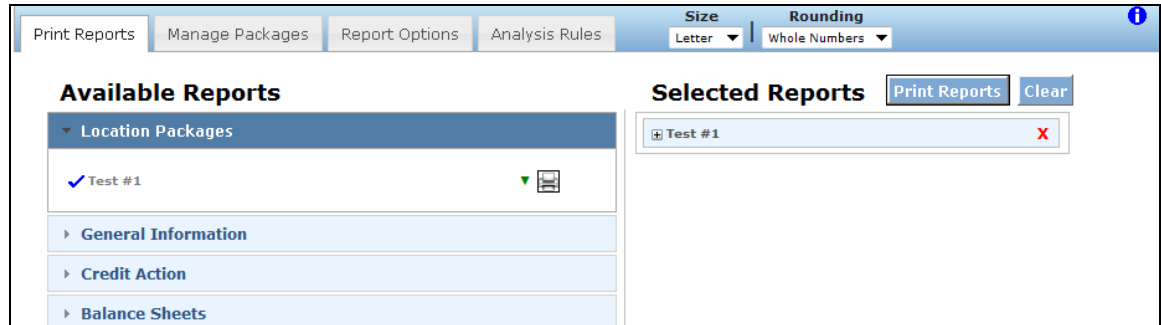 Print Reports Manage Packages Report Options Analysis Rules
Size Rounding
Letter Whole Numbers
Available Reports
Location Packages
Test #1
General Information
Credit Action
Balance Sheets
Selected Reports Print Reports Clear
Test #1 X